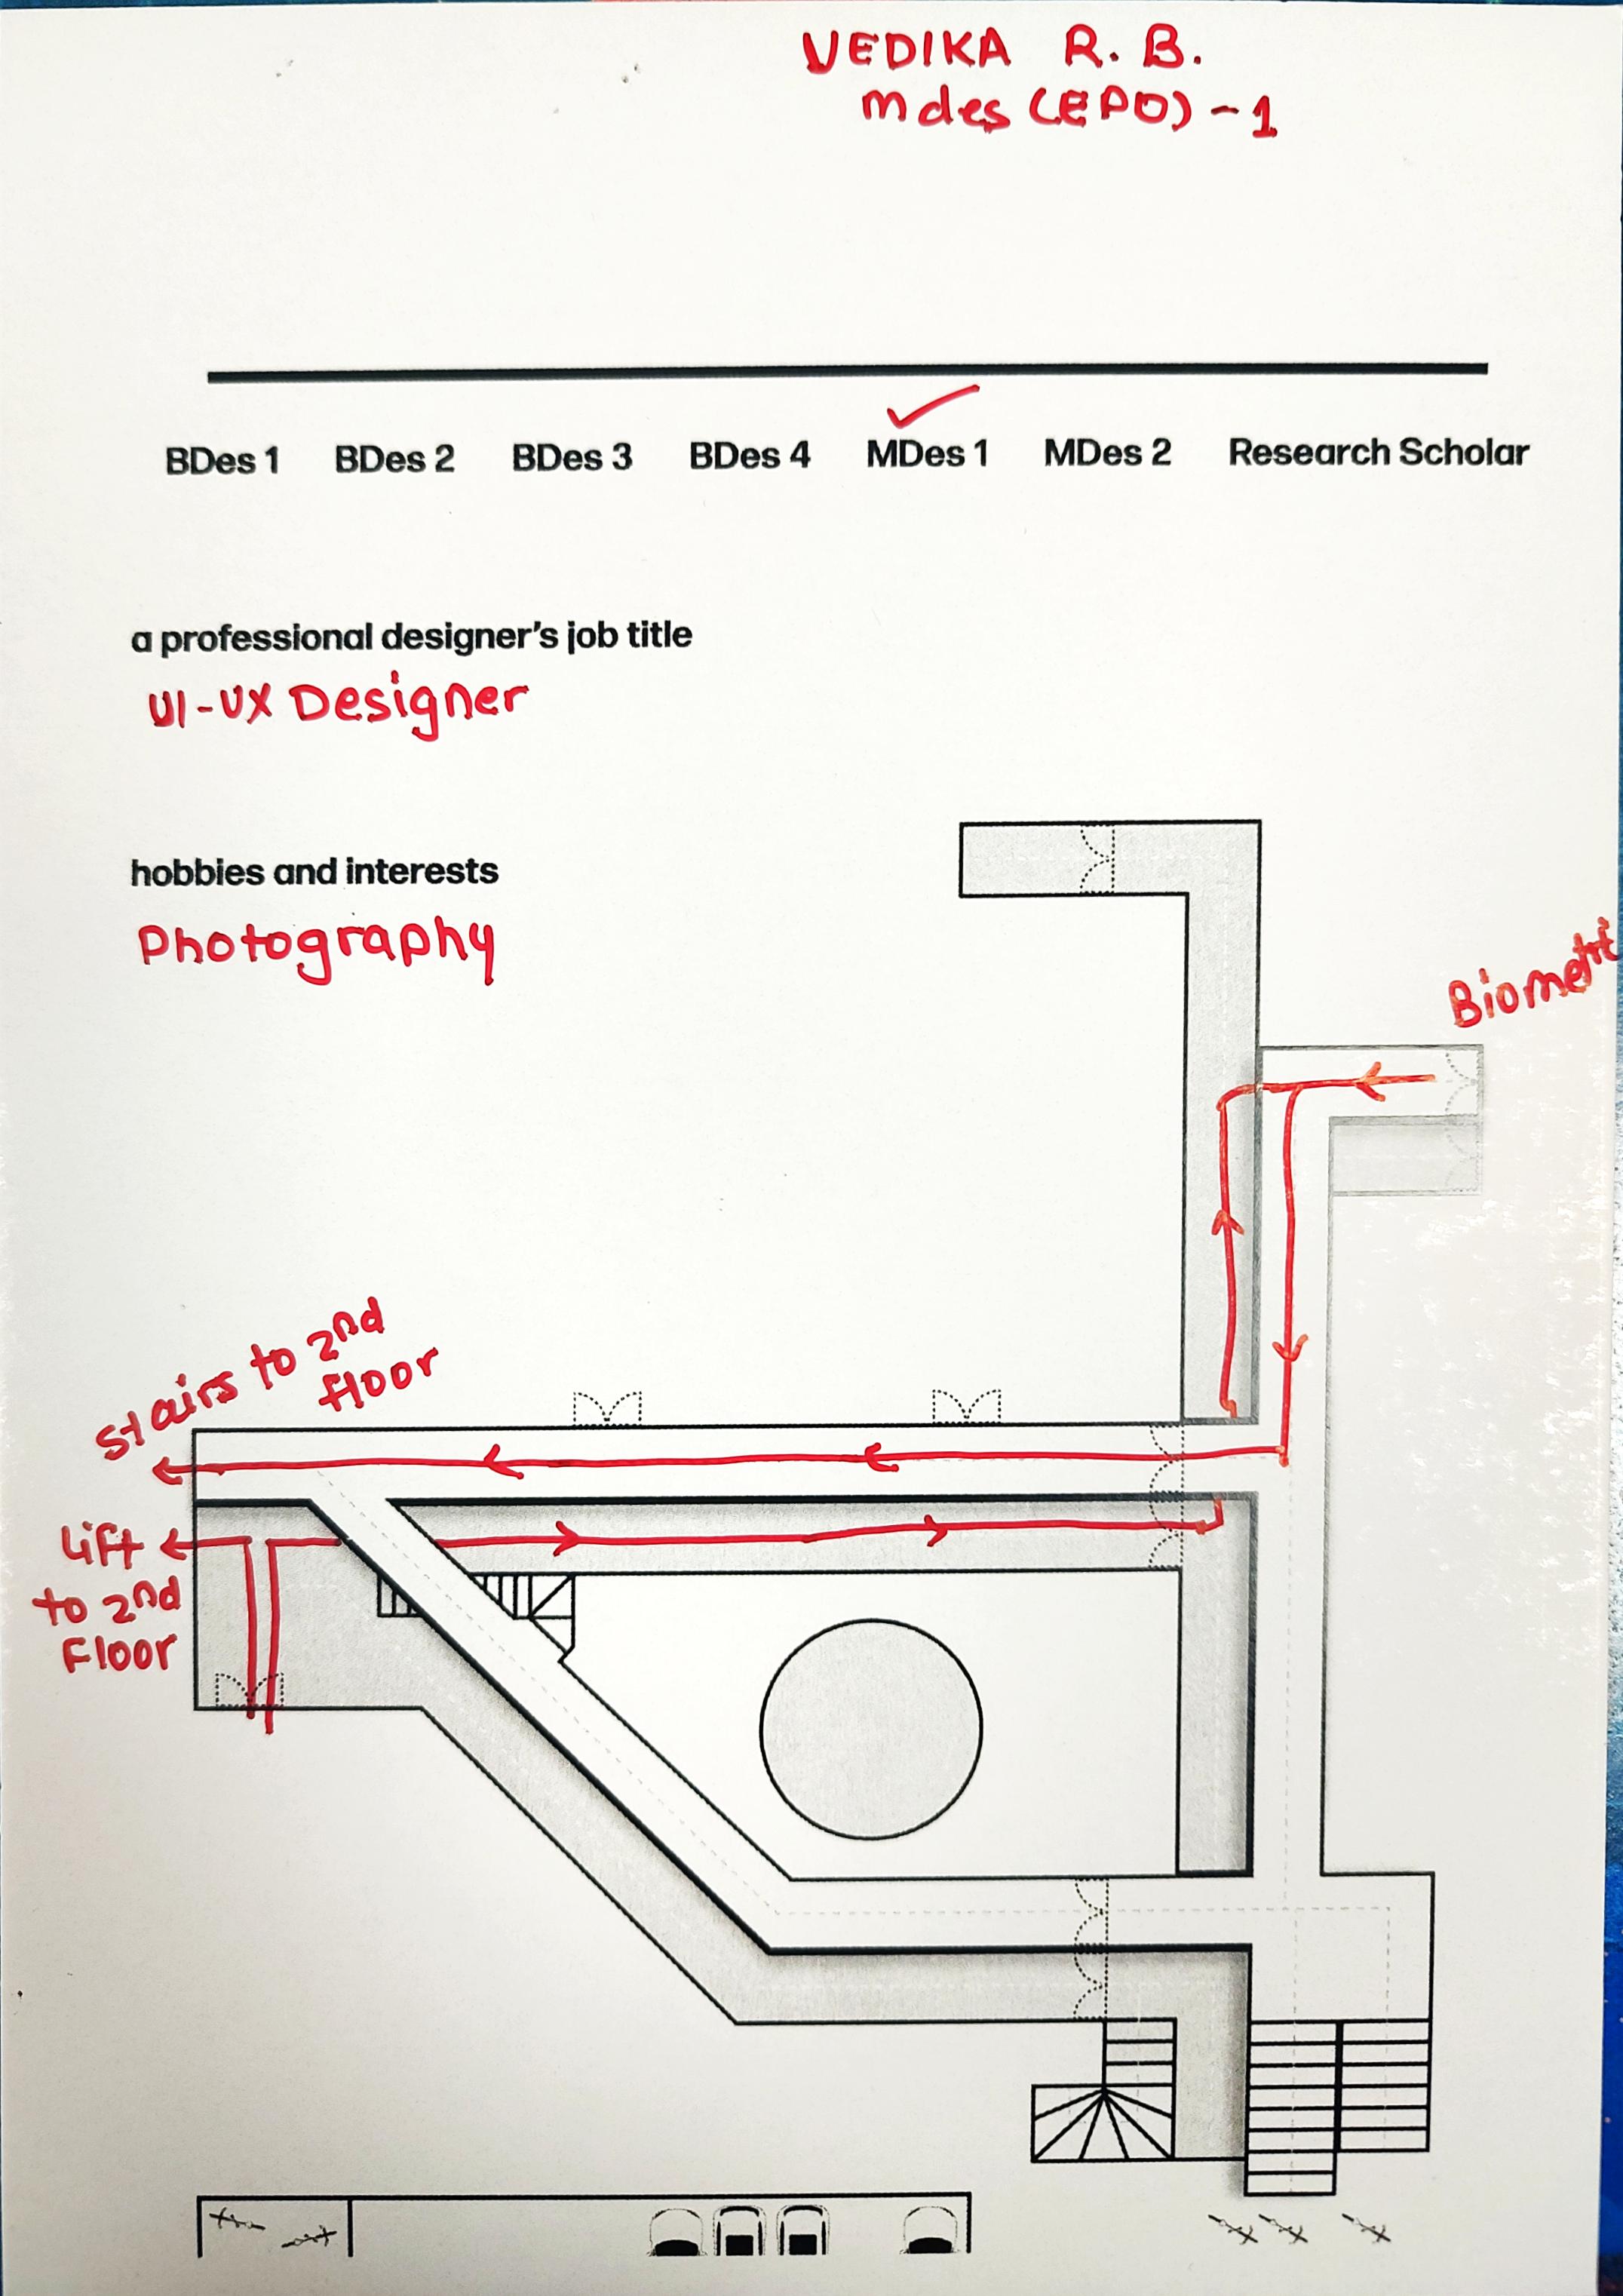 VEDIKA R. B.
mdes (EPD) - 1
BDes 1 BDes 2 BDes 3 BDes 4 MDes 1 MDes 2 Research Scholar
a professional designer's job title
UI-UX Designer
hobbies and interests
Photography
Biometri
Stairs to 2nd
floor
Lift
to 2nd
Floor